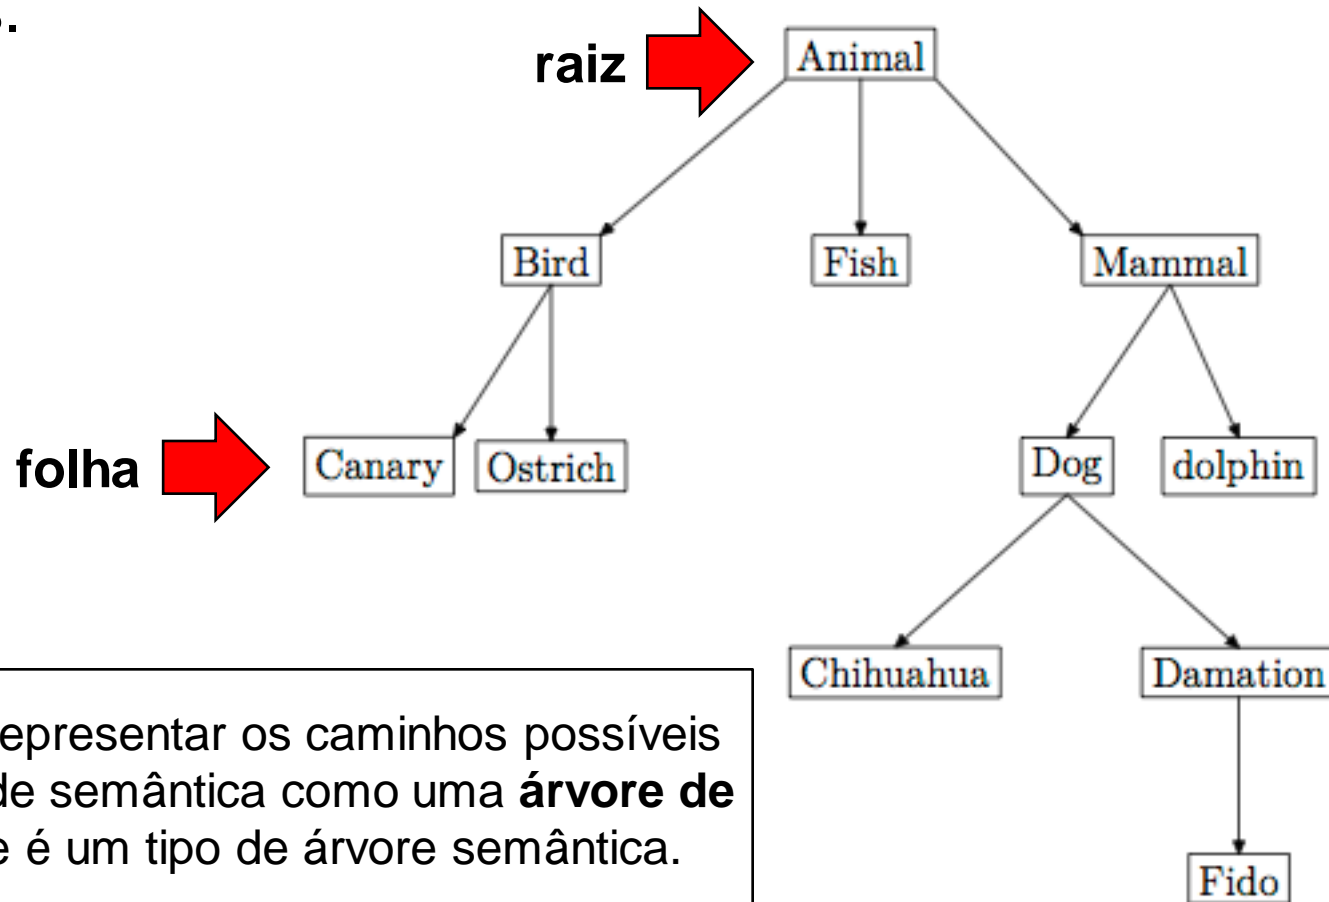 raiz
Animal
Bird
Fish
Mammal
folha
Canary
Ostrich
Dog
dolphin
Chihuahua
Damation
epresentar os caminhos possíveis
de semântica como uma árvore de
e é um tipo de árvore semântica.
Fido